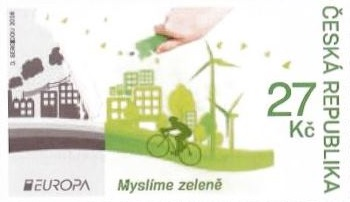 ČESKÁ REPUBLIKA
27
Kč
EUROPA
Myslíme zeleně